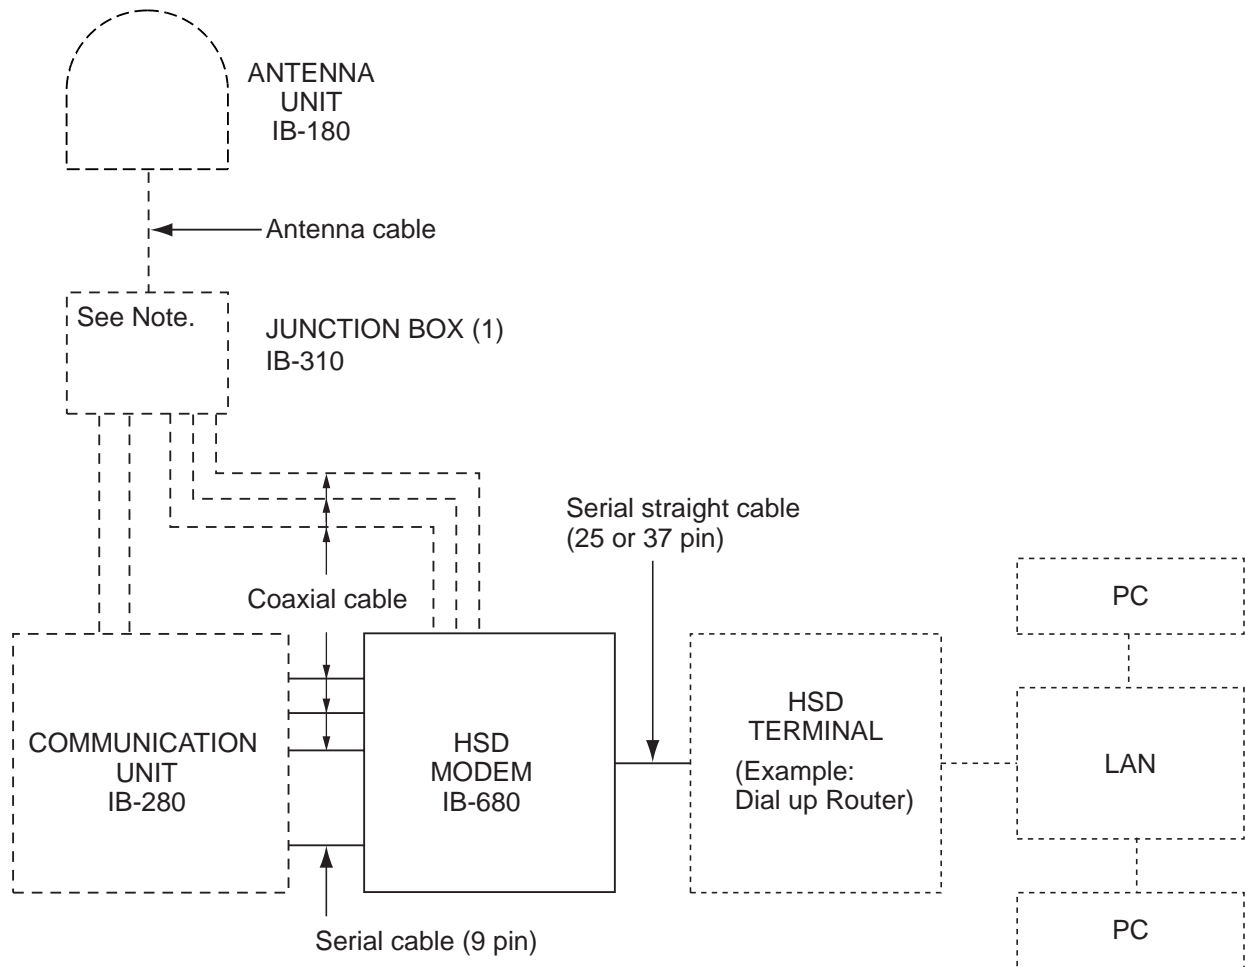 ANTENNA
UNIT
IB-180
Antenna cable
See Note.
JUNCTION BOX (1)
IB-310
Serial straight cable
(25 or 37 pin)
Coaxial cable
PC
COMMUNICATION
UNIT
IB-280
HSD
MODEM
IB-680
HSD
TERMINAL
(Example:
Dial up Router)
LAN
PC
Serial cable (9 pin)